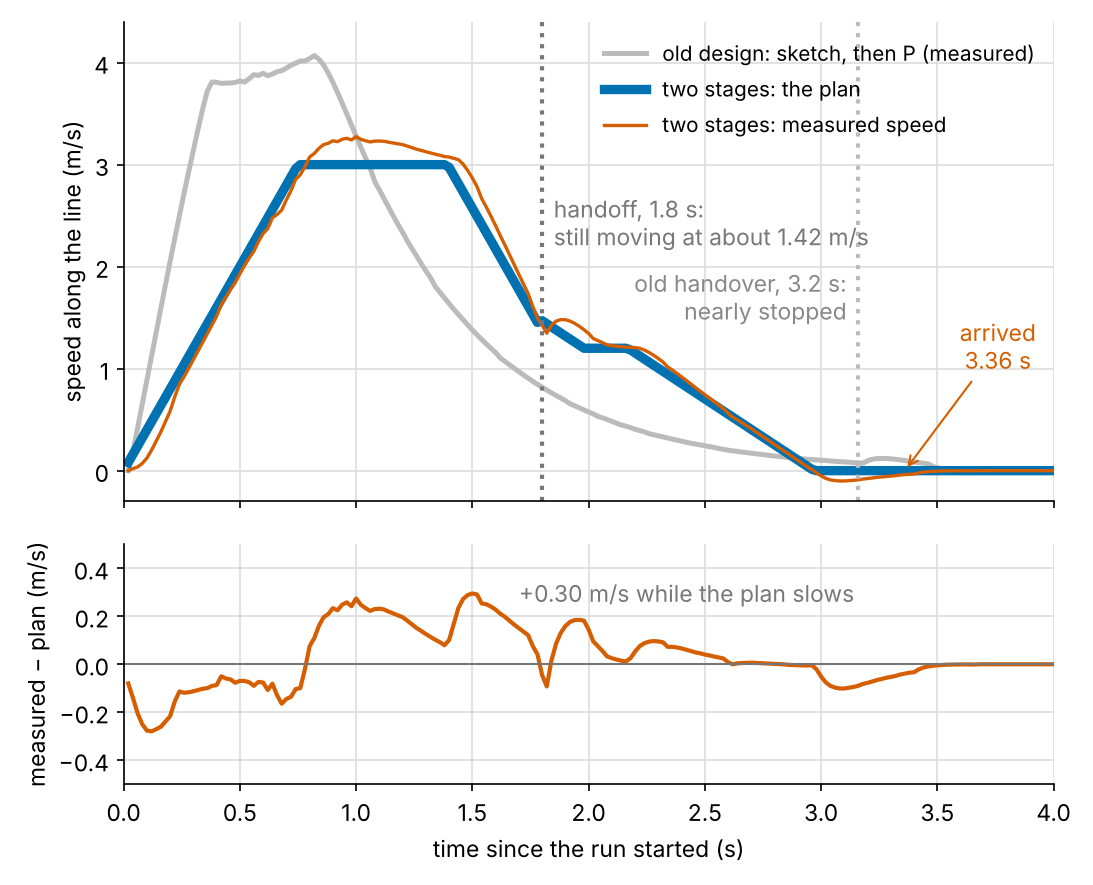 old design: sketch, then P (measured)
two stages: the plan
two stages: measured speed
speed along the line (m/s)
4
3
2
1
0
handoff, 1.8 s:
still moving at about 1.42 m/s
old handover, 3.2 s:
nearly stopped
arrived
3.36 s
measured − plan (m/s)
0.4
0.2
0.0
−0.2
−0.4
+0.30 m/s while the plan slows
0.0 0.5 1.0 1.5 2.0 2.5 3.0 3.5 4.0
time since the run started (s)